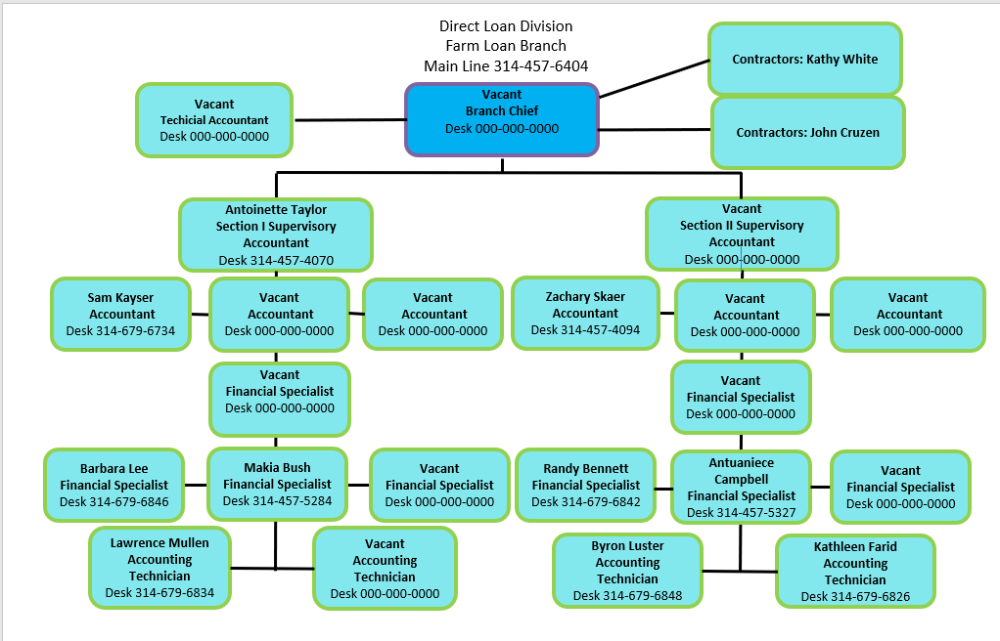 Direct Loan Division
Farm Loan Branch
Main Line 314-457-6404
Contractors: Kathy White
Vacant
Techicial Accountant
Desk 000-000-0000
Vacant
Branch Chief
Desk 000-000-0000
Contractors: John Cruzen
Antoinette Taylor
Section I Supervisory
Accountant
Desk 314-457-4070
Vacant
Section II Supervisory
Accountant
Desk 000-000-0000
Sam Kayser
Accountant
Desk 314-679-6734
Vacant
Accountant
Desk 000-000-0000
Vacant
Accountant
Desk 000-000-0000
Zachary Skaer
Accountant
Desk 314-457-4094
Vacant
Accountant
Desk 000-000-0000
Vacant
Accountant
Desk 000-000-0000
Vacant
Financial Specialist
Desk 000-000-0000
Vacant
Financial Specialist
Desk 000-000-0000
Barbara Lee
Financial Specialist
Desk 314-679-6846
Makia Bush
Financial Specialist
Desk 314-457-5284
Vacant
Financial Specialist
Desk 000-000-0000
Randy Bennett
Financial Specialist
Desk 314-679-6842
Antuaniece
Campbell
Financial Specialist
Desk 314-457-5327
Vacant
Financial Specialist
Desk 000-000-0000
Lawrence Mullen
Accounting
Technician
Desk 314-679-6834
Vacant
Accounting
Technician
Desk 000-000-0000
Byron Luster
Accounting
Technician
Desk 314-679-6848
Kathleen Farid
Accounting
Technician
Desk 314-679-6826